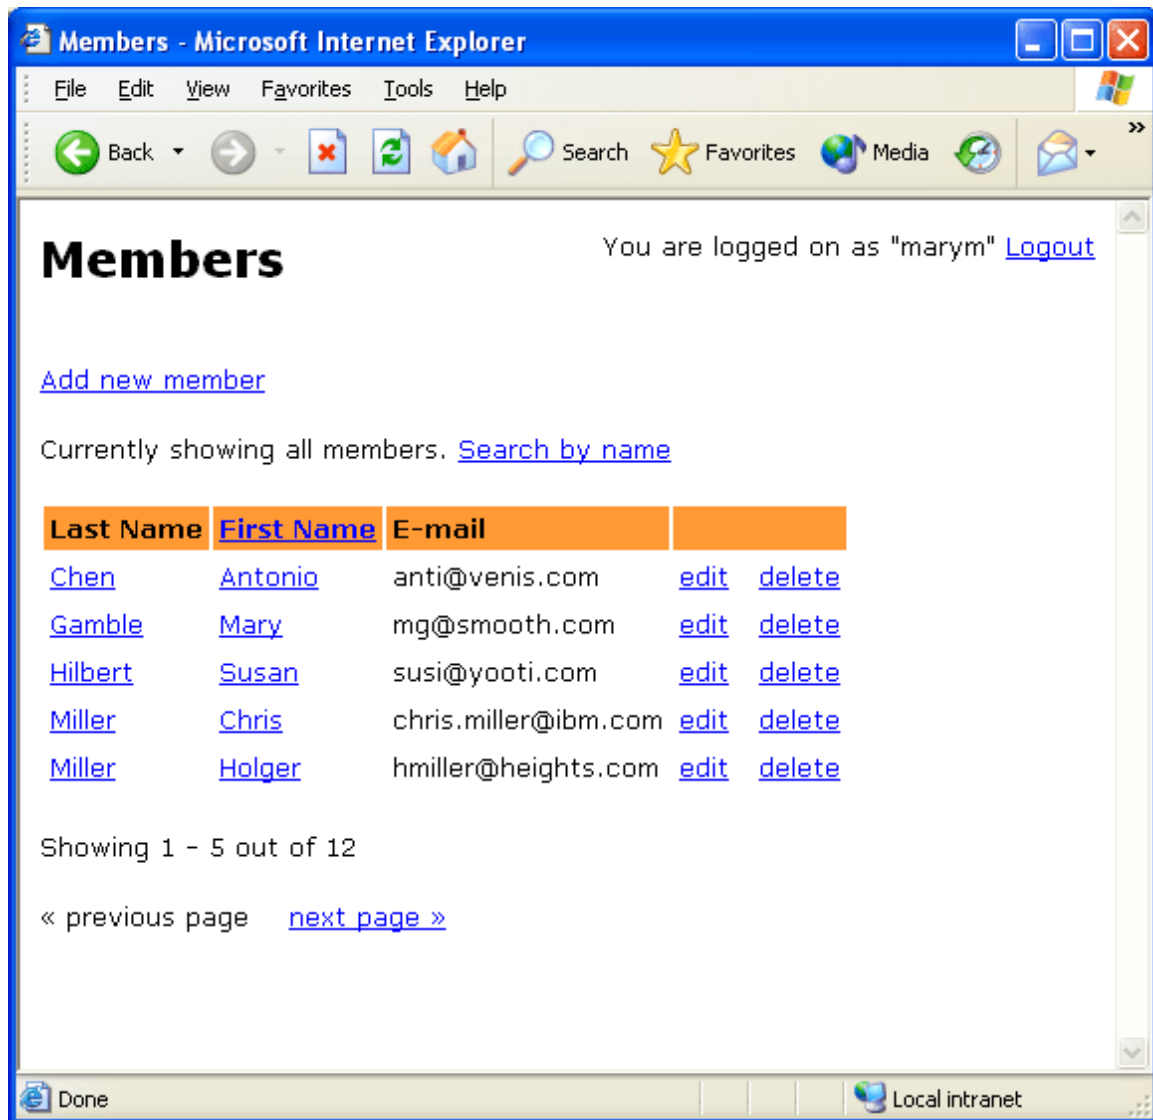 Members - Microsoft Internet Explorer
File Edit View Favorites Tools Help
Back Search Favorites Media »
Members
You are logged on as "marym" Logout
Add new member
Currently showing all members. Search by name
Last Name First Name E-mail
Chen Antonio anti@venis.com edit delete
Gamble Mary mg@smooth.com edit delete
Hilbert Susan susi@yooti.com edit delete
Miller Chris chris.miller@ibm.com edit delete
Miller Holger hmiller@heights.com edit delete
Showing 1 - 5 out of 12
« previous page next page »
Done Local intranet